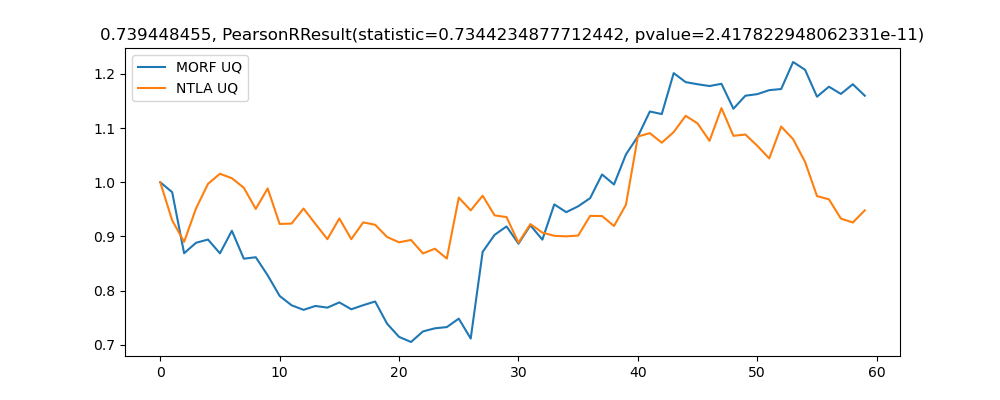 0.739448455, PearsonRResult(statistic=0.7344234877712442, pvalue=2.417822948062331e-11)
MORF UQ
NTLA UQ
1.2
1.1
1.0
0.9
0.8
0.7
0 10 20 30 40 50 60